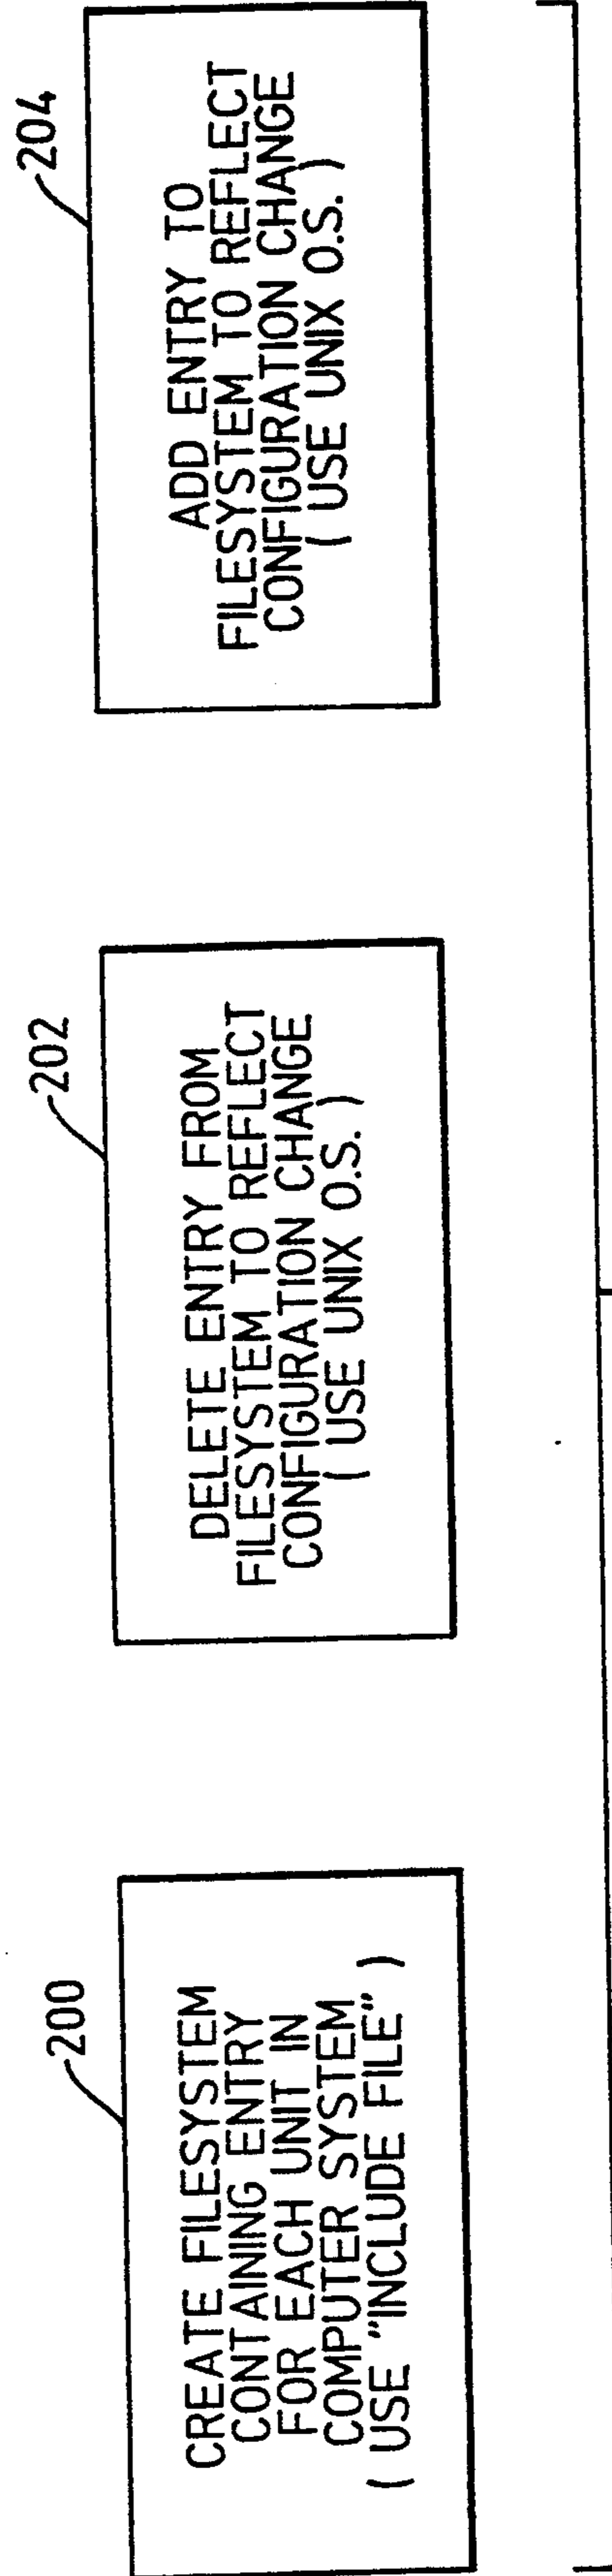 200
CREATE FILESYSTEM
CONTAINING ENTRY
FOR EACH UNIT IN
COMPUTER SYSTEM
( USE "INCLUDE FILE" )
202
DELETE ENTRY FROM
FILESYSTEM TO REFLECT
CONFIGURATION CHANGE
( USE UNIX O.S. )
204
ADD ENTRY TO
FILESYSTEM TO REFLECT
CONFIGURATION CHANGE
( USE UNIX O.S. )